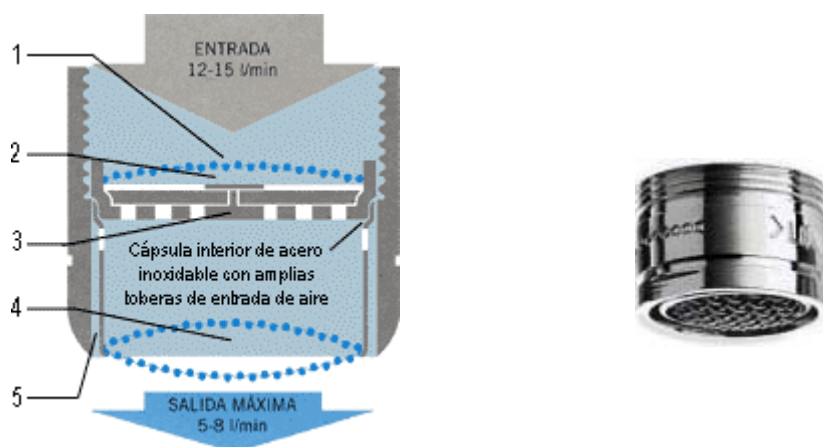 1
ENTRADA
12-15 l/min
2
3
Cápsula interior de acero
inoxidable con amplias
toberas de entrada de aire
4
5
SALIDA MÁXIMA
5-8 l/min